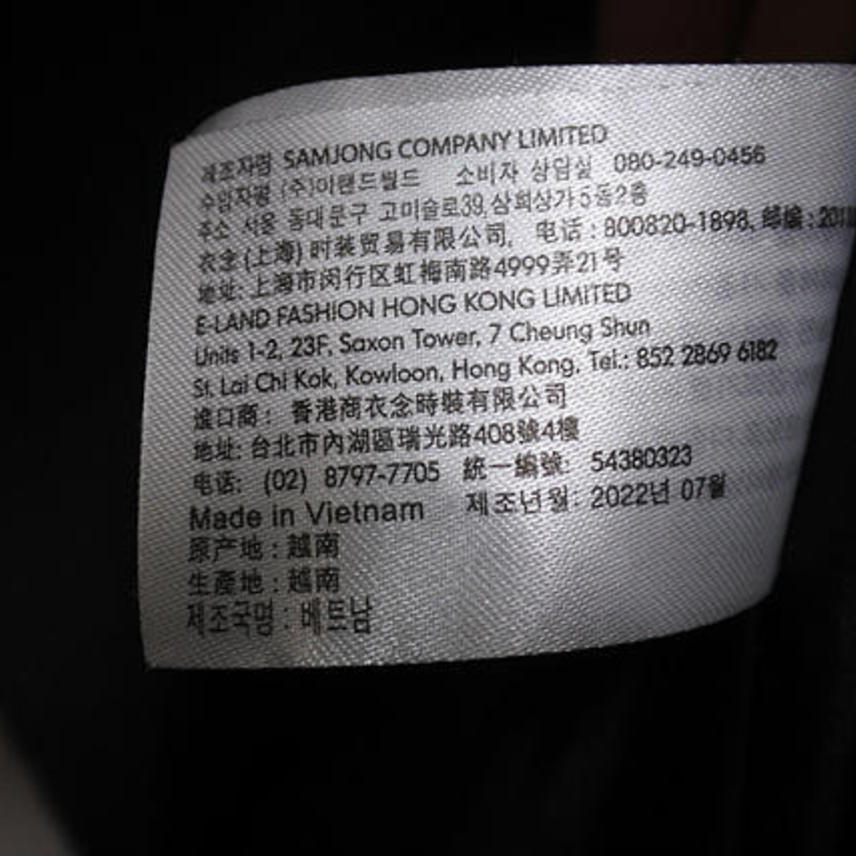 제조자명 SAMJONG COMPANY LIMITED
수입자명 (주)이랜드월드 소비자 상담실 080-249-0456
주소 서울 동대문구 고미술로39,상희상가5동2층
衣念(上海)时装贸易有限公司, 电话:800820-1898, 邮编:
地址:上海市闵行区虹梅南路4999弄21号
E-LAND FASHION HONG KONG LIMITED
Units 1-2, 23F, Saxon Tower, 7 Cheung Shun
St, Lai Chi Kok, Kowloon, Hong Kong, Tel.: 852 2869 6182
進口商: 香港商衣念時裝有限公司
地址:台北市內湖區瑞光路408號4樓
电话: (02) 8797-7705 統一編號: 54380323
Made in Vietnam 제조년월: 2022년 07월
原产地:越南
生產地:越南
제조국명:베트남